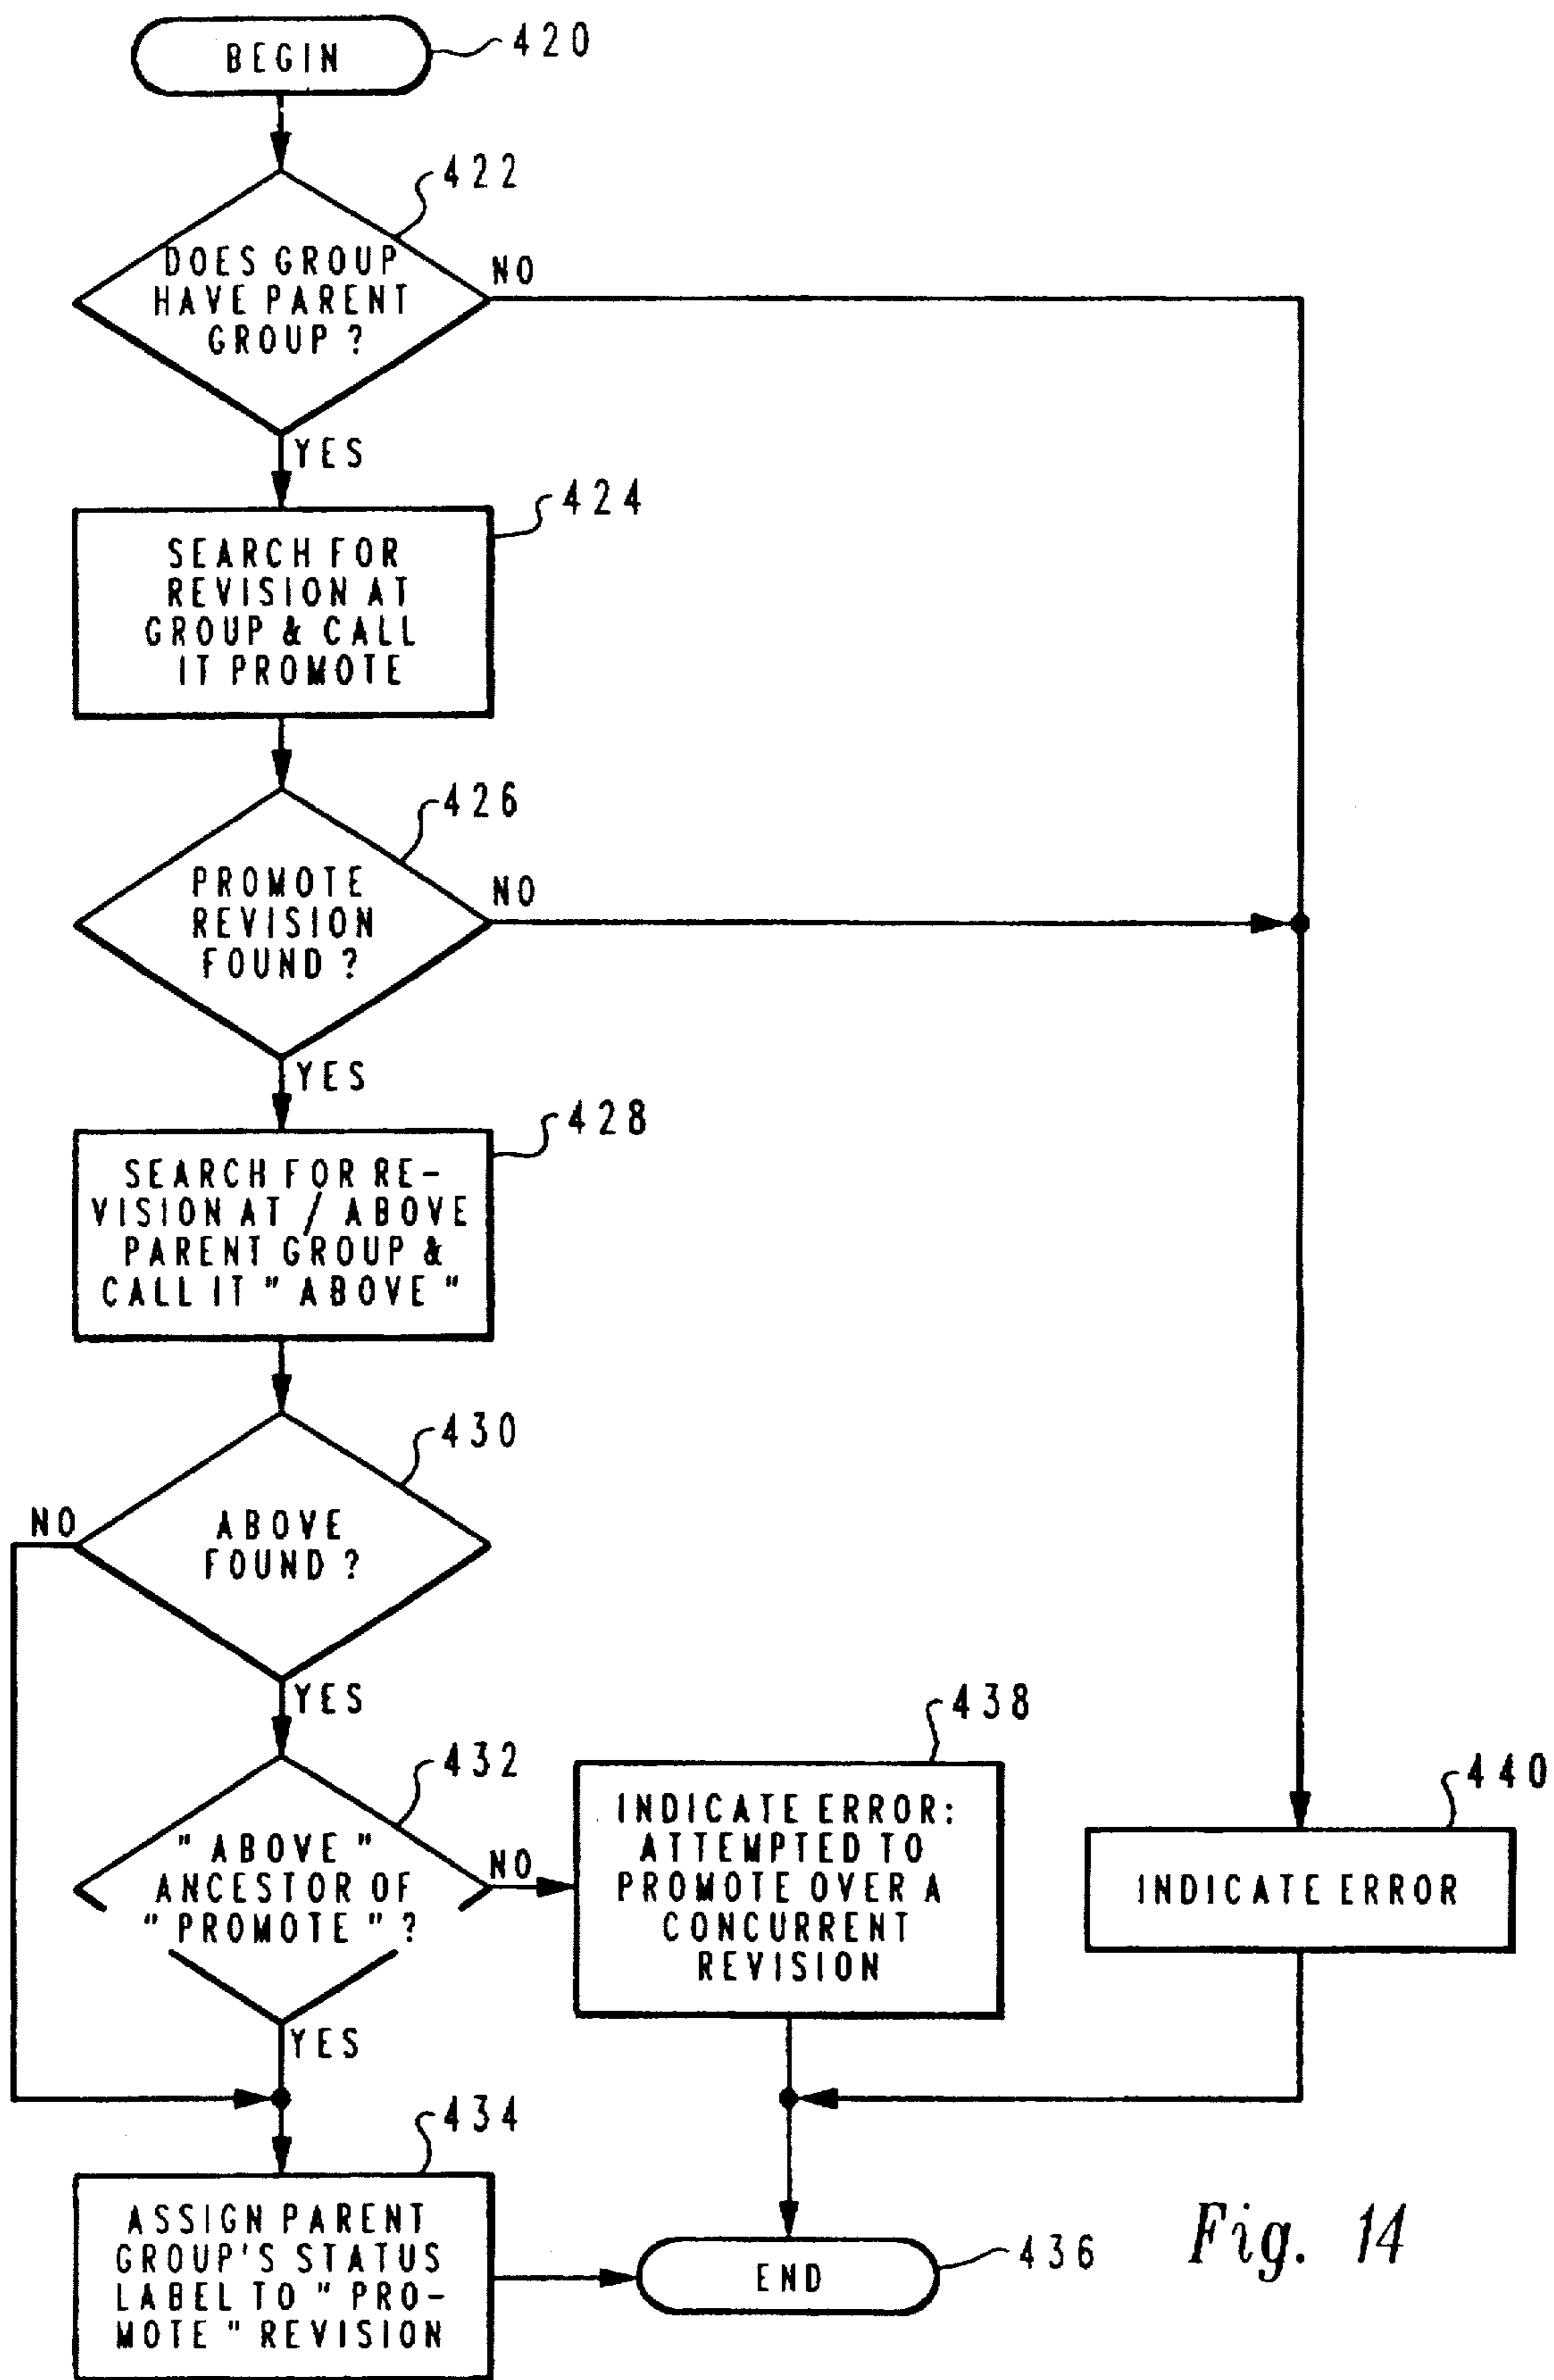 BEGIN
420
422
DOES GROUP
HAVE PARENT
GROUP ?
NO
YES
424
SEARCH FOR
REVISION AT
GROUP & CALL
IT PROMOTE
426
PROMOTE
REVISION
FOUND ?
NO
YES
428
SEARCH FOR RE-
VISION AT / ABOVE
PARENT GROUP &
CALL IT " ABOVE "
430
NO
ABOVE
FOUND ?
YES
432
" ABOVE "
ANCESTOR OF
" PROMOTE " ?
NO
YES
438
INDICATE ERROR:
ATTEMPTED TO
PROMOTE OVER A
CONCURRENT
REVISION
440
INDICATE ERROR
434
ASSIGN PARENT
GROUP'S STATUS
LABEL TO " PRO-
MOTE " REVISION
END
436
Fig. 14